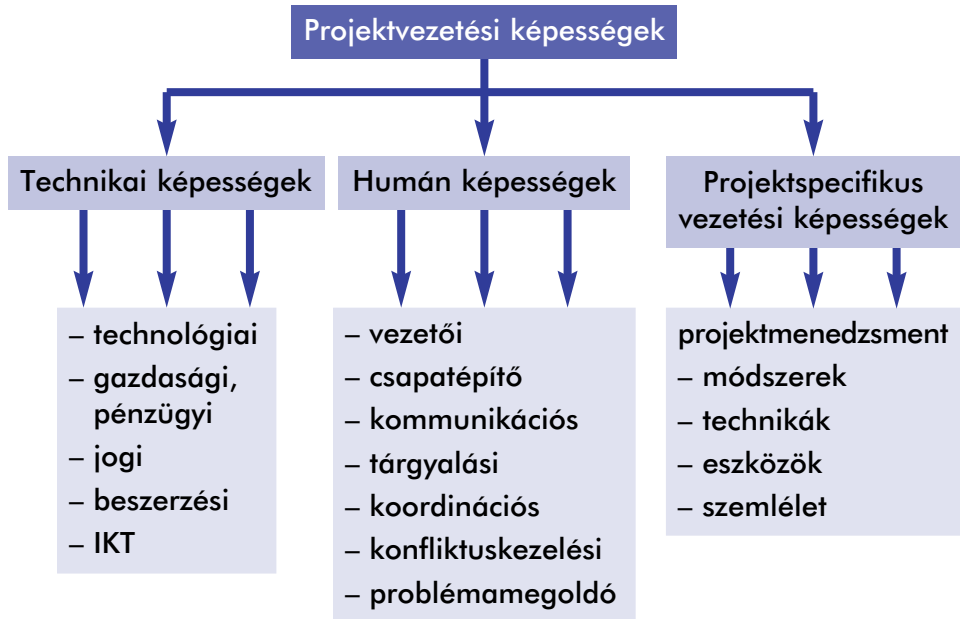 Projektvezetési képességek
Technikai képességek
– technológiai
– gazdasági,
pénzügyi
– jogi
– beszerzési
– IKT
Humán képességek
– vezetői
– csapatépítő
– kommunikációs
– tárgyalási
– koordinációs
– konfliktuskezelési
– problémamegoldó
Projektspecifikus
vezetési képességek
projektmenedzsment
– módszerek
– technikák
– eszközök
– szemlélet